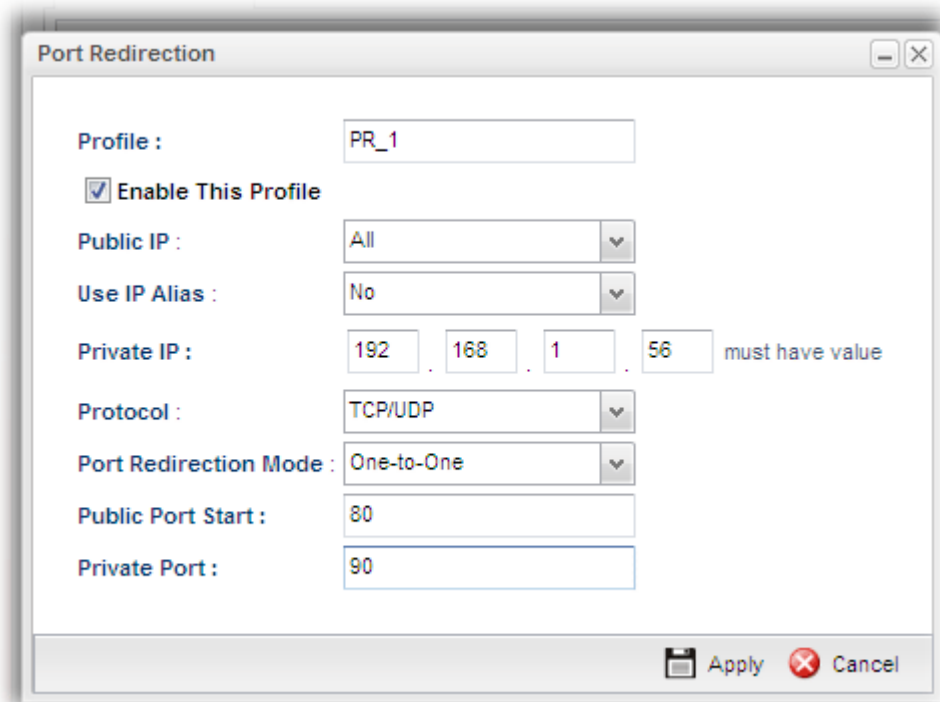 Port Redirection
Profile : PR_1
Enable This Profile
Public IP : All
Use IP Alias : No
Private IP : 192 . 168 . 1 . 56 must have value
Protocol : TCP/UDP
Port Redirection Mode : One-to-One
Public Port Start : 80
Private Port : 90
Apply Cancel